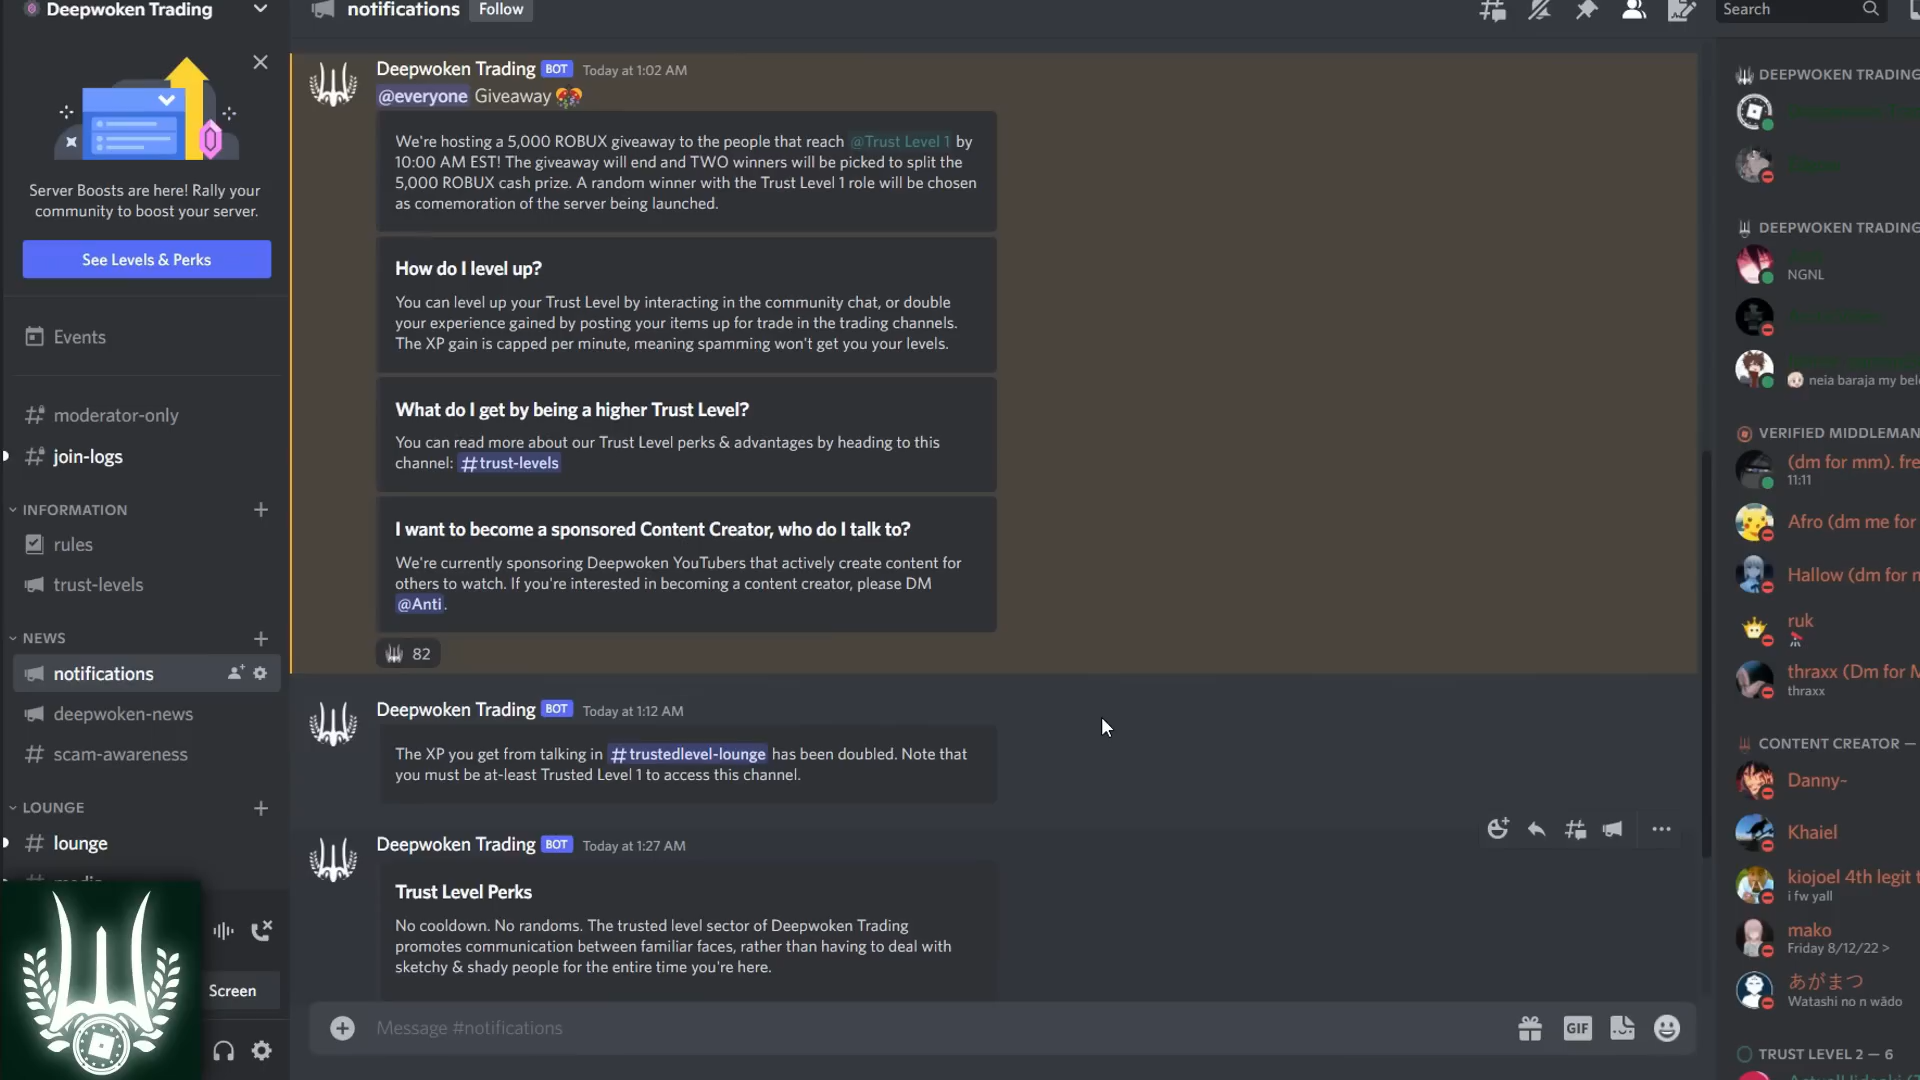 Deepwoken Trading
Server Boosts are here! Rally your
community to boost your server.
See Levels & Perks
Events
moderator-only
join-logs
INFORMATION
rules
trust-levels
NEWS
notifications
deepwoken-news
scam-awareness
LOUNGE
lounge
Screen
notifications
Follow
Search
Deepwoken Trading BOT Today at 1:02 AM
@everyone Giveaway
We're hosting a 5,000 ROBUX giveaway to the people that reach @Trust Level 1 by
10:00 AM EST! The giveaway will end and TWO winners will be picked to split the
5,000 ROBUX cash prize. A random winner with the Trust Level 1 role will be chosen
as comemoration of the server being launched.
How do I level up?
You can level up your Trust Level by interacting in the community chat, or double
your experience gained by posting your items up for trade in the trading channels.
The XP gain is capped per minute, meaning spamming won't get you your levels.
What do I get by being a higher Trust Level?
You can read more about our Trust Level perks & advantages by heading to this
channel: #trust-levels
I want to become a sponsored Content Creator, who do I talk to?
We're currently sponsoring Deepwoken YouTubers that actively create content for
others to watch. If you're interested in becoming a content creator, please DM
@Anti.
82
Deepwoken Trading BOT Today at 1:12 AM
The XP you get from talking in #trustedlevel-lounge has been doubled. Note that
you must be at-least Trusted Level 1 to access this channel.
Deepwoken Trading BOT Today at 1:27 AM
Trust Level Perks
No cooldown. No randoms. The trusted level sector of Deepwoken Trading
promotes communication between familiar faces, rather than having to deal with
sketchy & shady people for the entire time you're here.
Message #notifications
GIF
DEEPWOKEN TRADING
DEEPWOKEN TRADING
NGNL
neia baraja my bel
VERIFIED MIDDLEMAN
(dm for mm). fre
11:11
Afro (dm me for
Hallow (dm for m
ruk
thraxx (Dm for M
thraxx
CONTENT CREATOR —
Danny-
Khaiel
kiojoel 4th legit t
i fw yall
mako
Friday 8/12/22 >
あがまつ
Watashi no n wādo
TRUST LEVEL 2 — 6